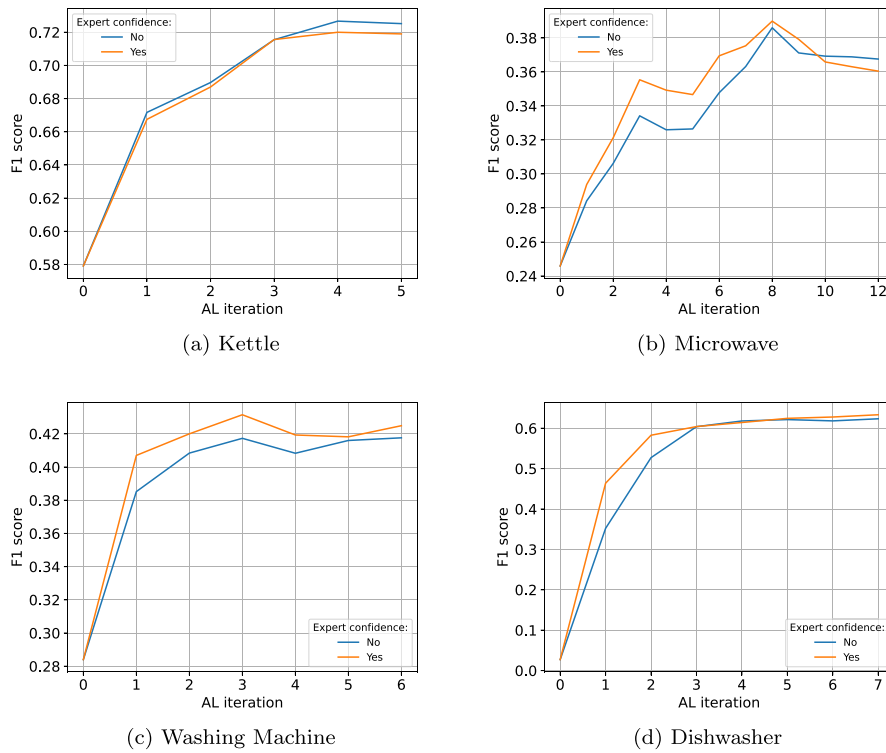 Expert confidence:
No
Yes
F1 score
0.72
0.70
0.68
0.66
0.64
0.62
0.60
0.58
0 1 2 3 4 5
AL iteration
(a) Kettle
Expert confidence:
No
Yes
F1 score
0.38
0.36
0.34
0.32
0.30
0.28
0.26
0.24
0 2 4 6 8 10 12
AL iteration
(b) Microwave
F1 score
0.42
0.40
0.38
0.36
0.34
0.32
0.30
0.28
Expert confidence:
No
Yes
0 1 2 3 4 5 6
AL iteration
(c) Washing Machine
F1 score
0.6
0.5
0.4
0.3
0.2
0.1
0.0
Expert confidence:
No
Yes
0 1 2 3 4 5 6 7
AL iteration
(d) Dishwasher